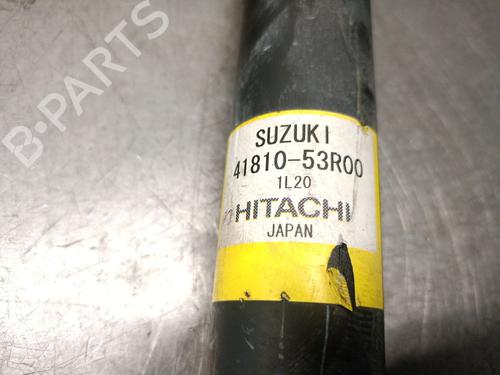 B-PARTS
SUZUKI
41810-53R00
1L20
HITACHI
JAPAN